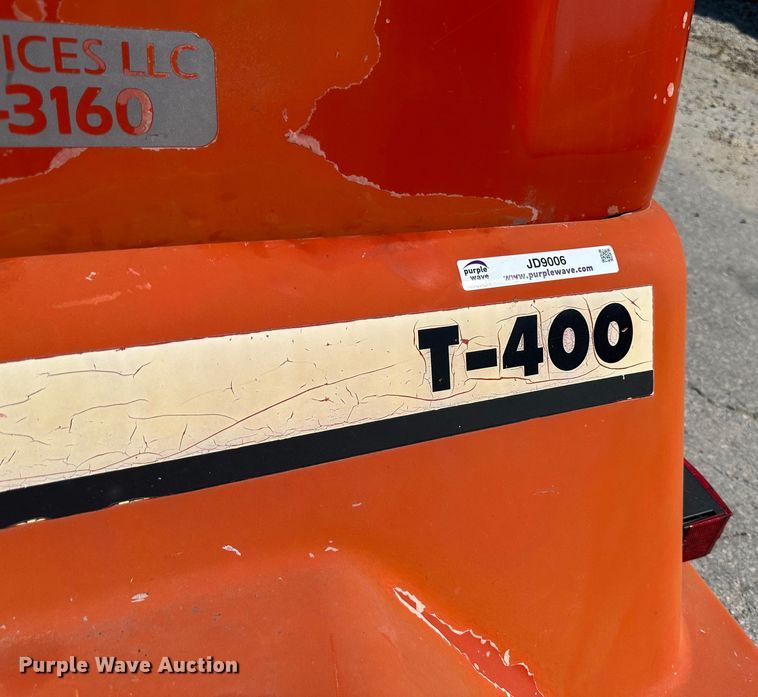 ICES LLC
-3160
purple wave
JD9006
www.purplewave.com
T-400
Purple Wave Auction